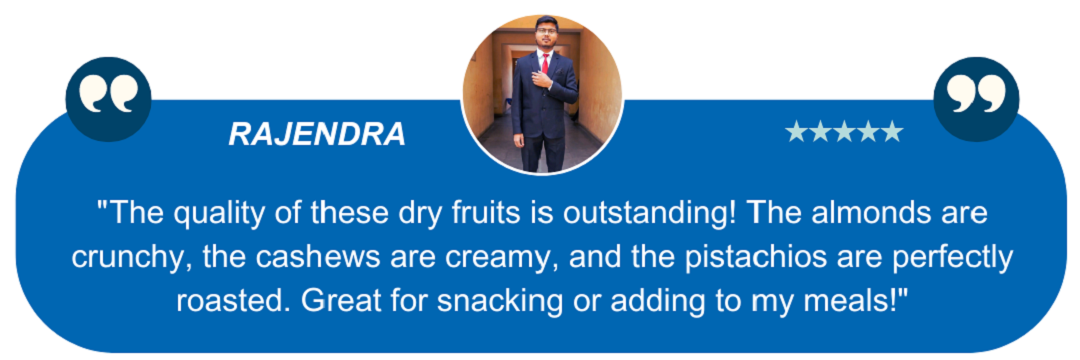 RAJENDRA
"The quality of these dry fruits is outstanding! The almonds are
crunchy, the cashews are creamy, and the pistachios are perfectly
roasted. Great for snacking or adding to my meals!"